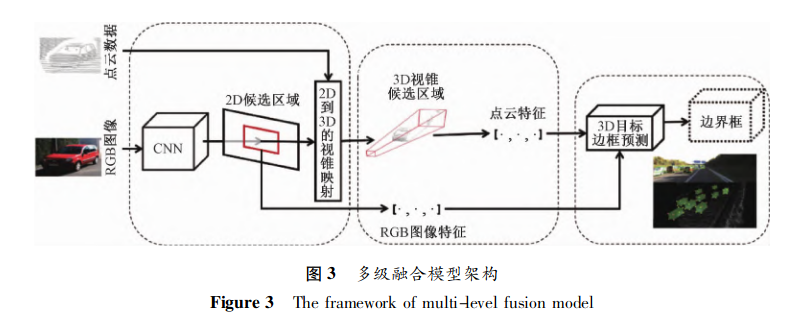 点云数据
RGB图像
CNN
2D候选区域
2D到3D的视锥映射
3D视锥
候选区域
点云特征
[·,·,·]
[·,·,·]
RGB图像特征
3D目标
边框预测
边界框
图 3 多级融合模型架构
Figure 3 The framework of multi-level fusion model